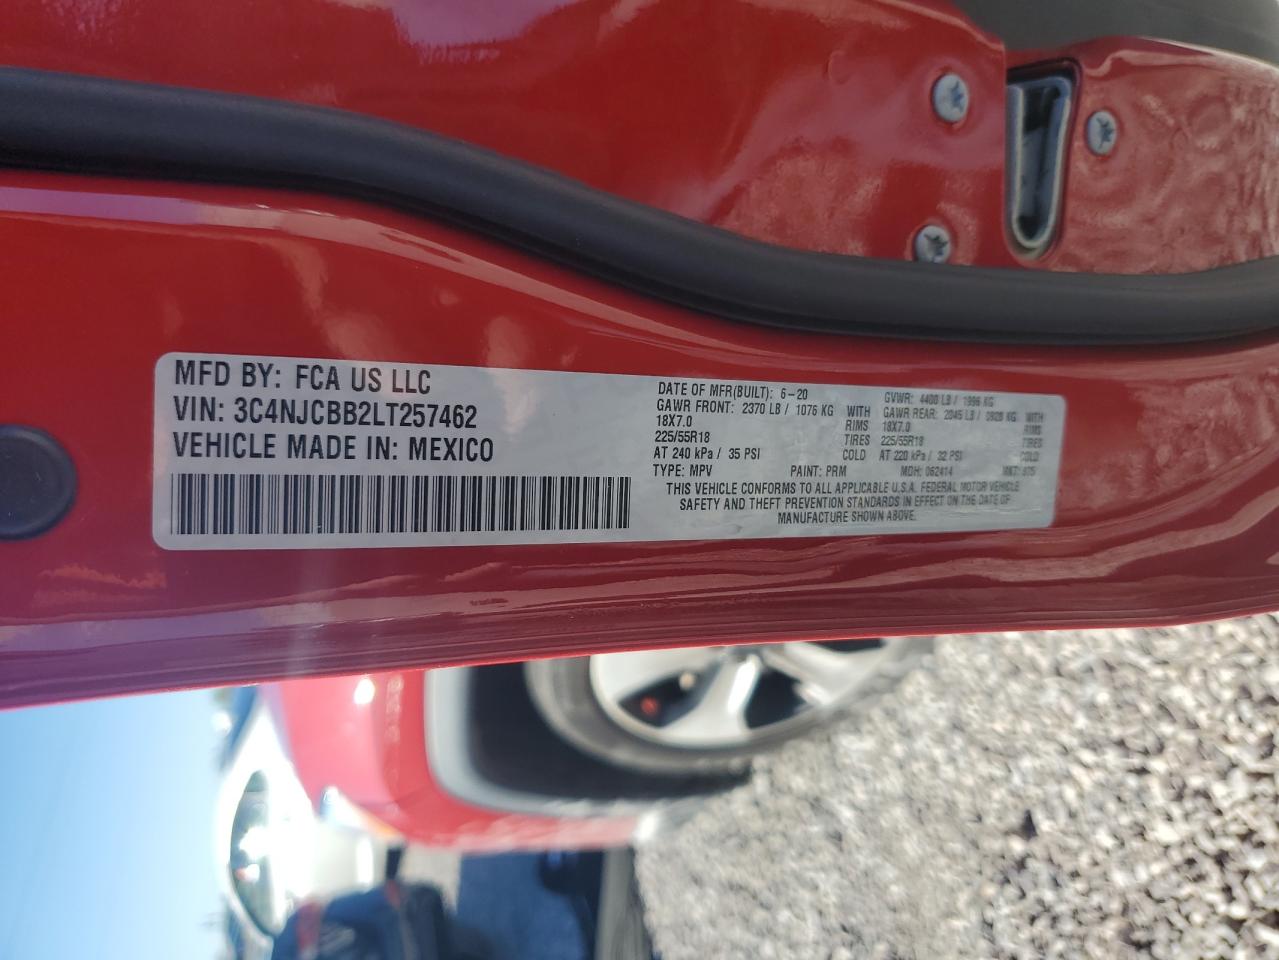 MFD BY: FCA US LLC
VIN: 3C4NJCBB2LT257462
VEHICLE MADE IN: MEXICO
DATE OF MFR(BUILT): 6-20 GVWR: 4400 LB / 1996 KG
GAWR FRONT: 2370 LB / 1076 KG WITH GAWR REAR: 2045 LB / 0928 KG WITH
18X7.0 RIMS 18X7.0 RIMS
225/55R18 TIRES 225/55R18 TIRES
AT 240 kPa / 35 PSI COLD AT 220 kPa / 32 PSI COLD
TYPE: MPV PAINT: PRM MDH: 062414
THIS VEHICLE CONFORMS TO ALL APPLICABLE U.S.A. FEDERAL MOTOR VEHICLE
SAFETY AND THEFT PREVENTION STANDARDS IN EFFECT ON THE DATE OF
MANUFACTURE SHOWN ABOVE.